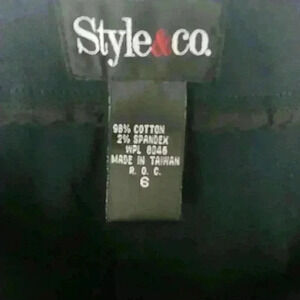 Style&co.
98% COTTON
2% SPANDEX
WPL 8046
MADE IN TAIWAN
R. O. C.
6